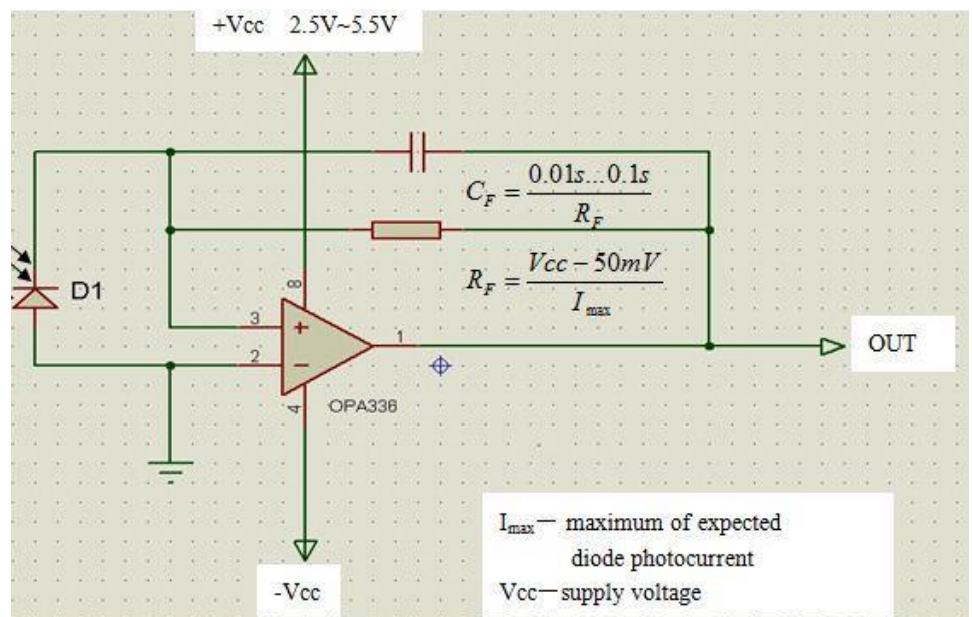 +Vcc 2.5V~5.5V
C_F = 0.01s...0.1s / R_F
R_F = Vcc − 50mV / I_max
D1
8
3
+
1
2
−
4
OPA336
OUT
-Vcc
I_max— maximum of expected
diode photocurrent
Vcc—supply voltage